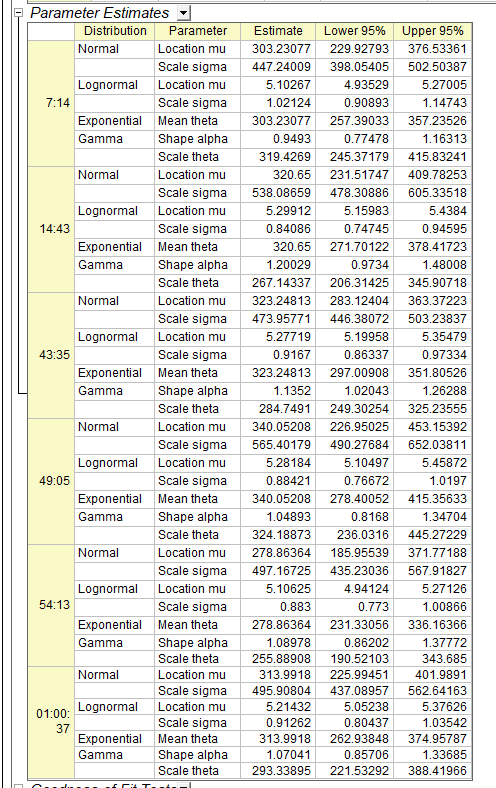 Parameter Estimates
Distribution Parameter Estimate Lower 95% Upper 95%
7:14 Normal Location mu 303.23077 229.92793 376.53361
Scale sigma 447.24009 398.05405 502.50387
Lognormal Location mu 5.10267 4.93529 5.27005
Scale sigma 1.02124 0.90893 1.14743
Exponential Mean theta 303.23077 257.39033 357.23526
Gamma Shape alpha 0.9493 0.77478 1.16313
Scale theta 319.4269 245.37179 415.83241
14:43 Normal Location mu 320.65 231.51747 409.78253
Scale sigma 538.08659 478.30886 605.33518
Lognormal Location mu 5.29912 5.15983 5.4384
Scale sigma 0.84086 0.74745 0.94595
Exponential Mean theta 320.65 271.70122 378.41723
Gamma Shape alpha 1.20029 0.9734 1.48008
Scale theta 267.14337 206.31425 345.90718
43:35 Normal Location mu 323.24813 283.12404 363.37223
Scale sigma 473.95771 446.38072 503.23837
Lognormal Location mu 5.27719 5.19958 5.35479
Scale sigma 0.9167 0.86337 0.97334
Exponential Mean theta 323.24813 297.00908 351.80526
Gamma Shape alpha 1.1352 1.02043 1.26288
Scale theta 284.7491 249.30254 325.23555
49:05 Normal Location mu 340.05208 226.95025 453.15392
Scale sigma 565.40179 490.27684 652.03811
Lognormal Location mu 5.28184 5.10497 5.45872
Scale sigma 0.88421 0.76672 1.0197
Exponential Mean theta 340.05208 278.40052 415.35633
Gamma Shape alpha 1.04893 0.8168 1.34704
Scale theta 324.18873 236.0316 445.27229
54:13 Normal Location mu 278.86364 185.95539 371.77188
Scale sigma 497.16725 435.23036 567.91827
Lognormal Location mu 5.10625 4.94124 5.27126
Scale sigma 0.883 0.773 1.00866
Exponential Mean theta 278.86364 231.33056 336.16366
Gamma Shape alpha 1.08978 0.86202 1.37772
Scale theta 255.88908 190.52103 343.685
01:00:37 Normal Location mu 313.9918 225.99451 401.9891
Scale sigma 495.90804 437.08957 562.64163
Lognormal Location mu 5.21432 5.05238 5.37626
Scale sigma 0.91262 0.80437 1.03542
Exponential Mean theta 313.9918 262.93848 374.95787
Gamma Shape alpha 1.07041 0.85706 1.33685
Scale theta 293.33895 221.53292 388.41966